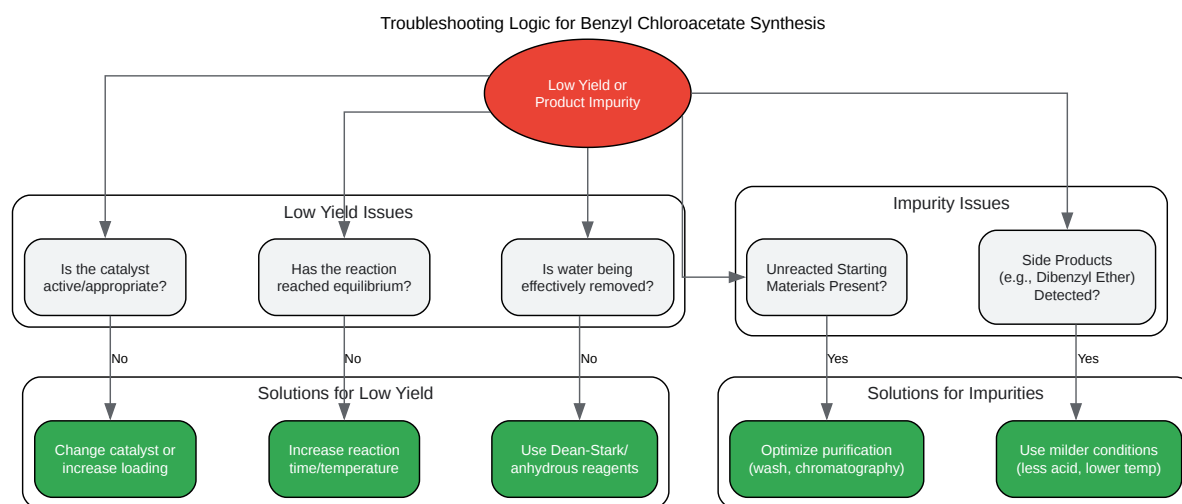 Troubleshooting Logic for Benzyl Chloroacetate Synthesis
Low Yield or
Product Impurity
Low Yield Issues
Is the catalyst
active/appropriate?
Has the reaction
reached equilibrium?
Is water being
effectively removed?
Impurity Issues
Unreacted Starting
Materials Present?
Side Products
(e.g., Dibenzyl Ether)
Detected?
No
No
No
Yes
Yes
Solutions for Low Yield
Change catalyst or
increase loading
Increase reaction
time/temperature
Use Dean-Stark/
anhydrous reagents
Solutions for Impurities
Optimize purification
(wash, chromatography)
Use milder conditions
(less acid, lower temp)